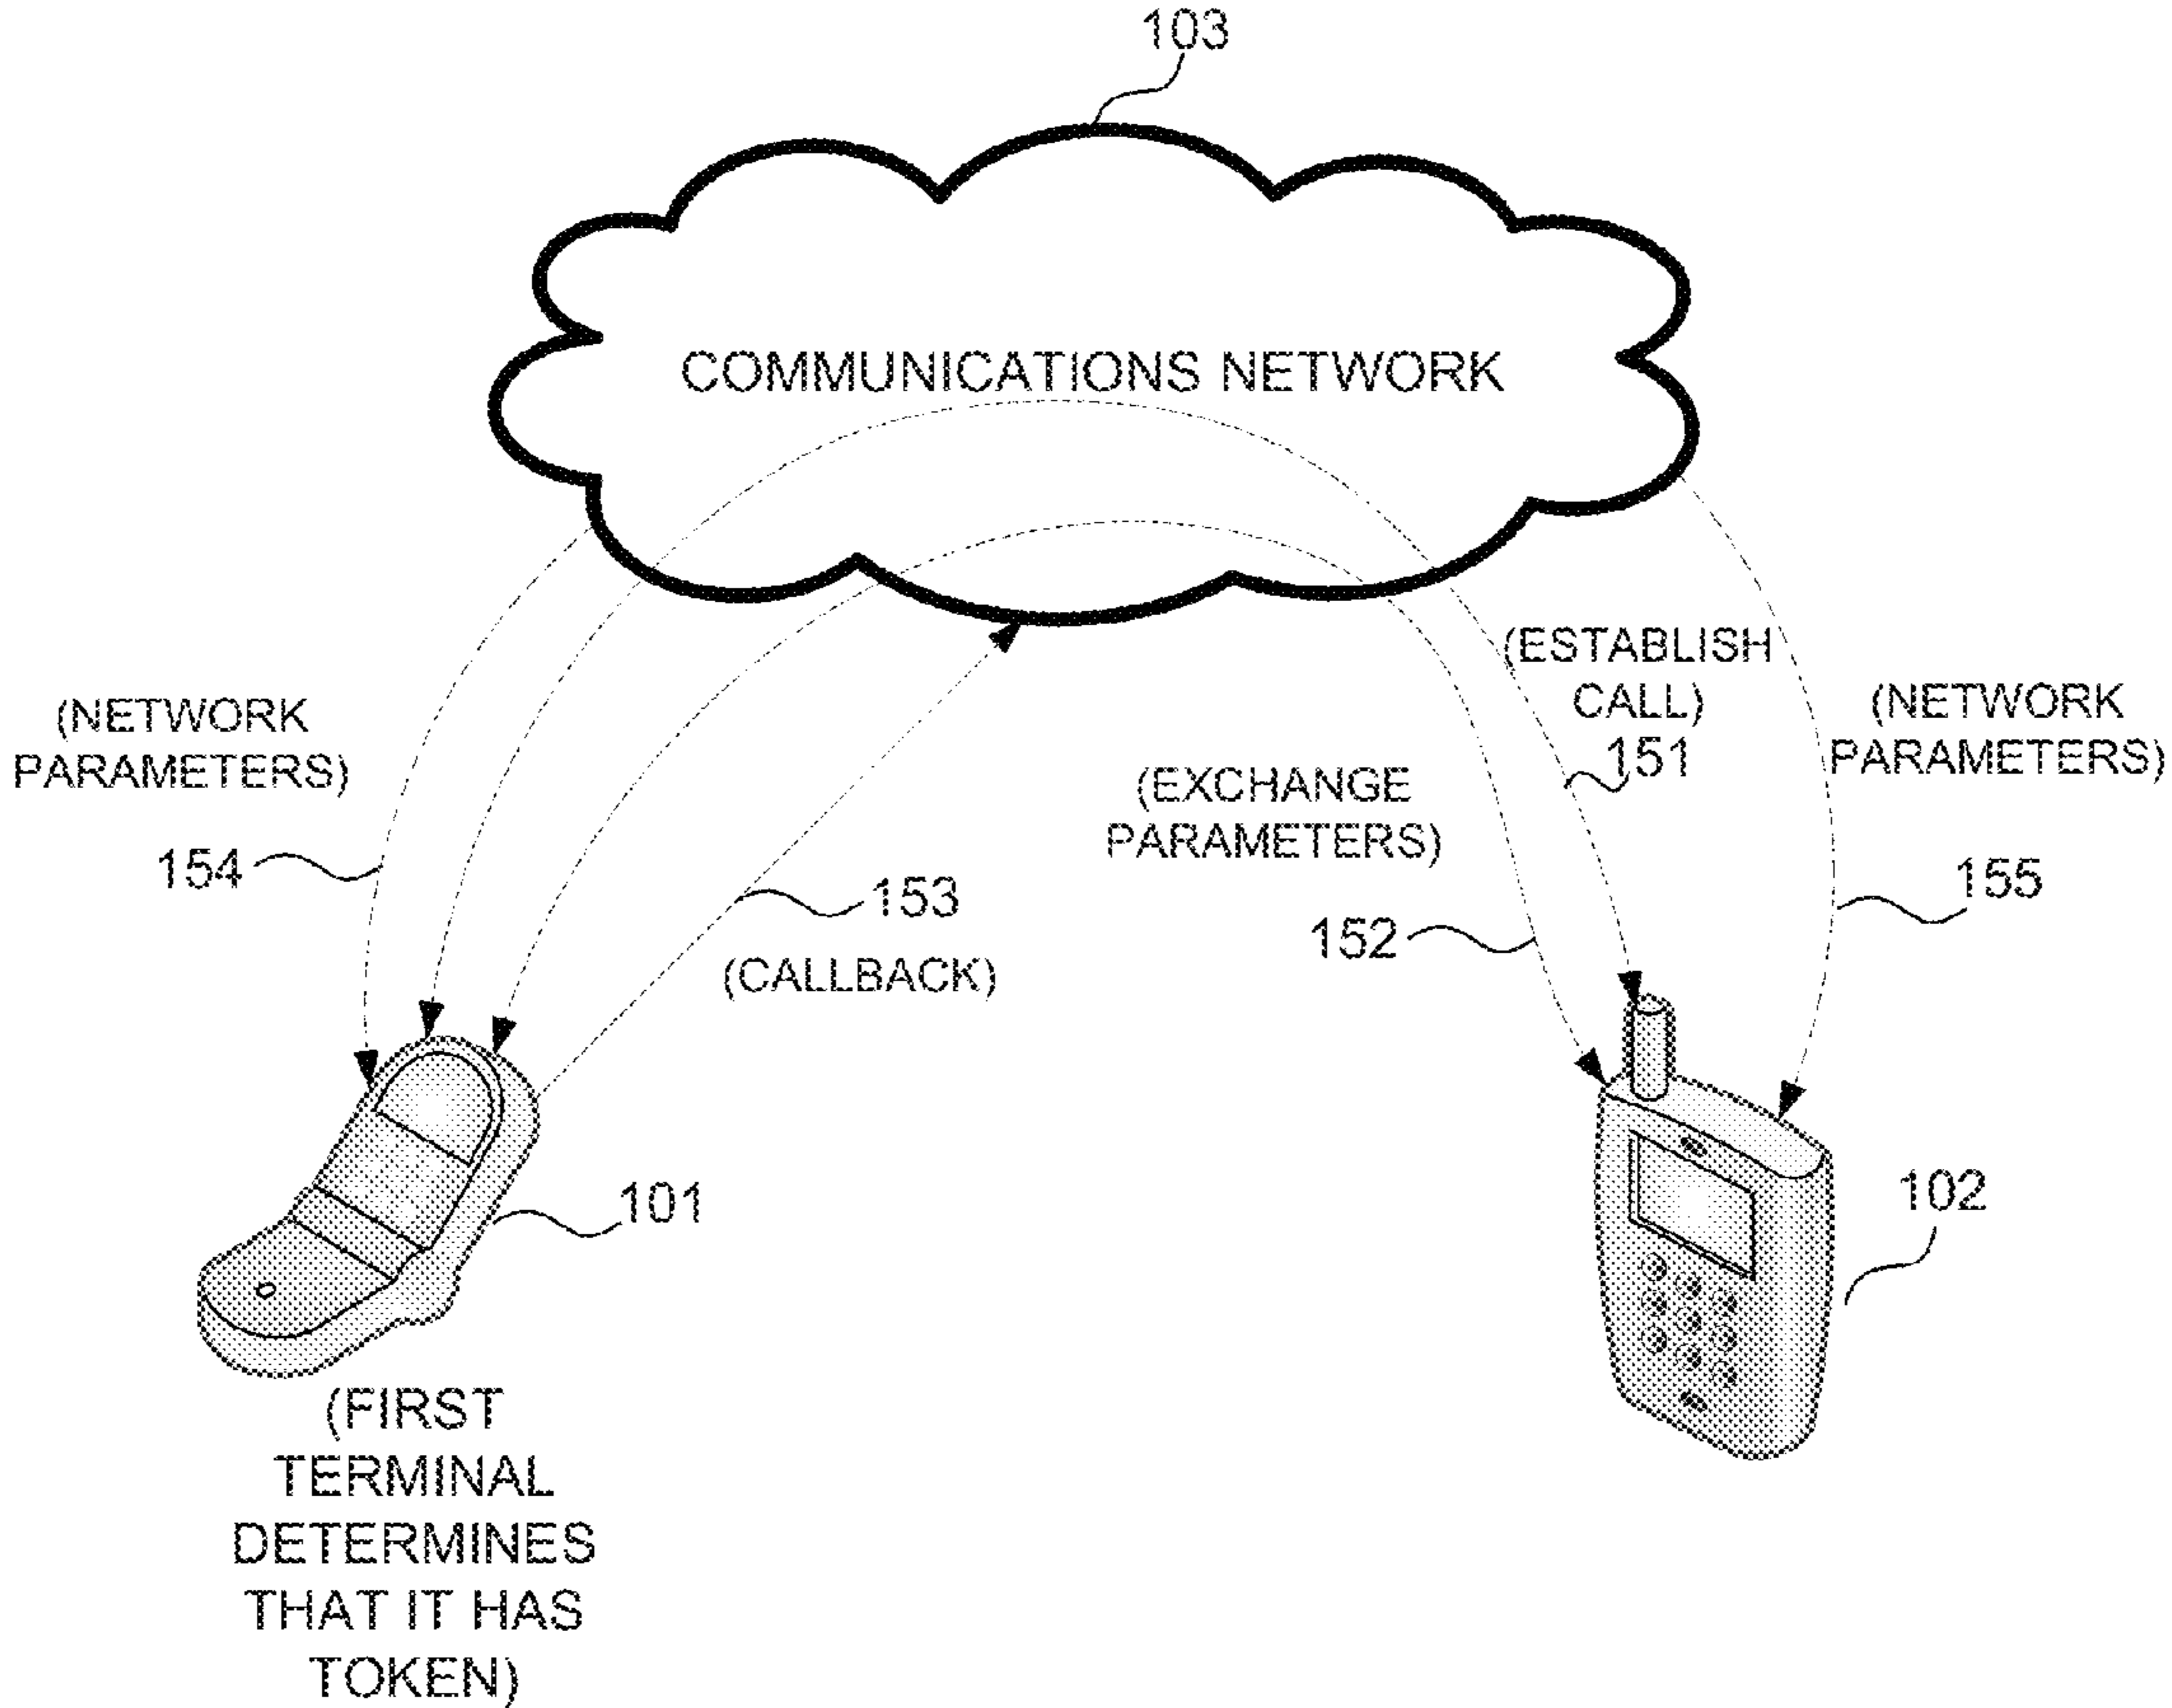 103
COMMUNICATIONS NETWORK
(ESTABLISH
CALL)
151
(NETWORK
PARAMETERS)
(NETWORK
PARAMETERS)
(EXCHANGE
PARAMETERS)
154
153
152
155
(CALLBACK)
101
102
(FIRST
TERMINAL
DETERMINES
THAT IT HAS
TOKEN)